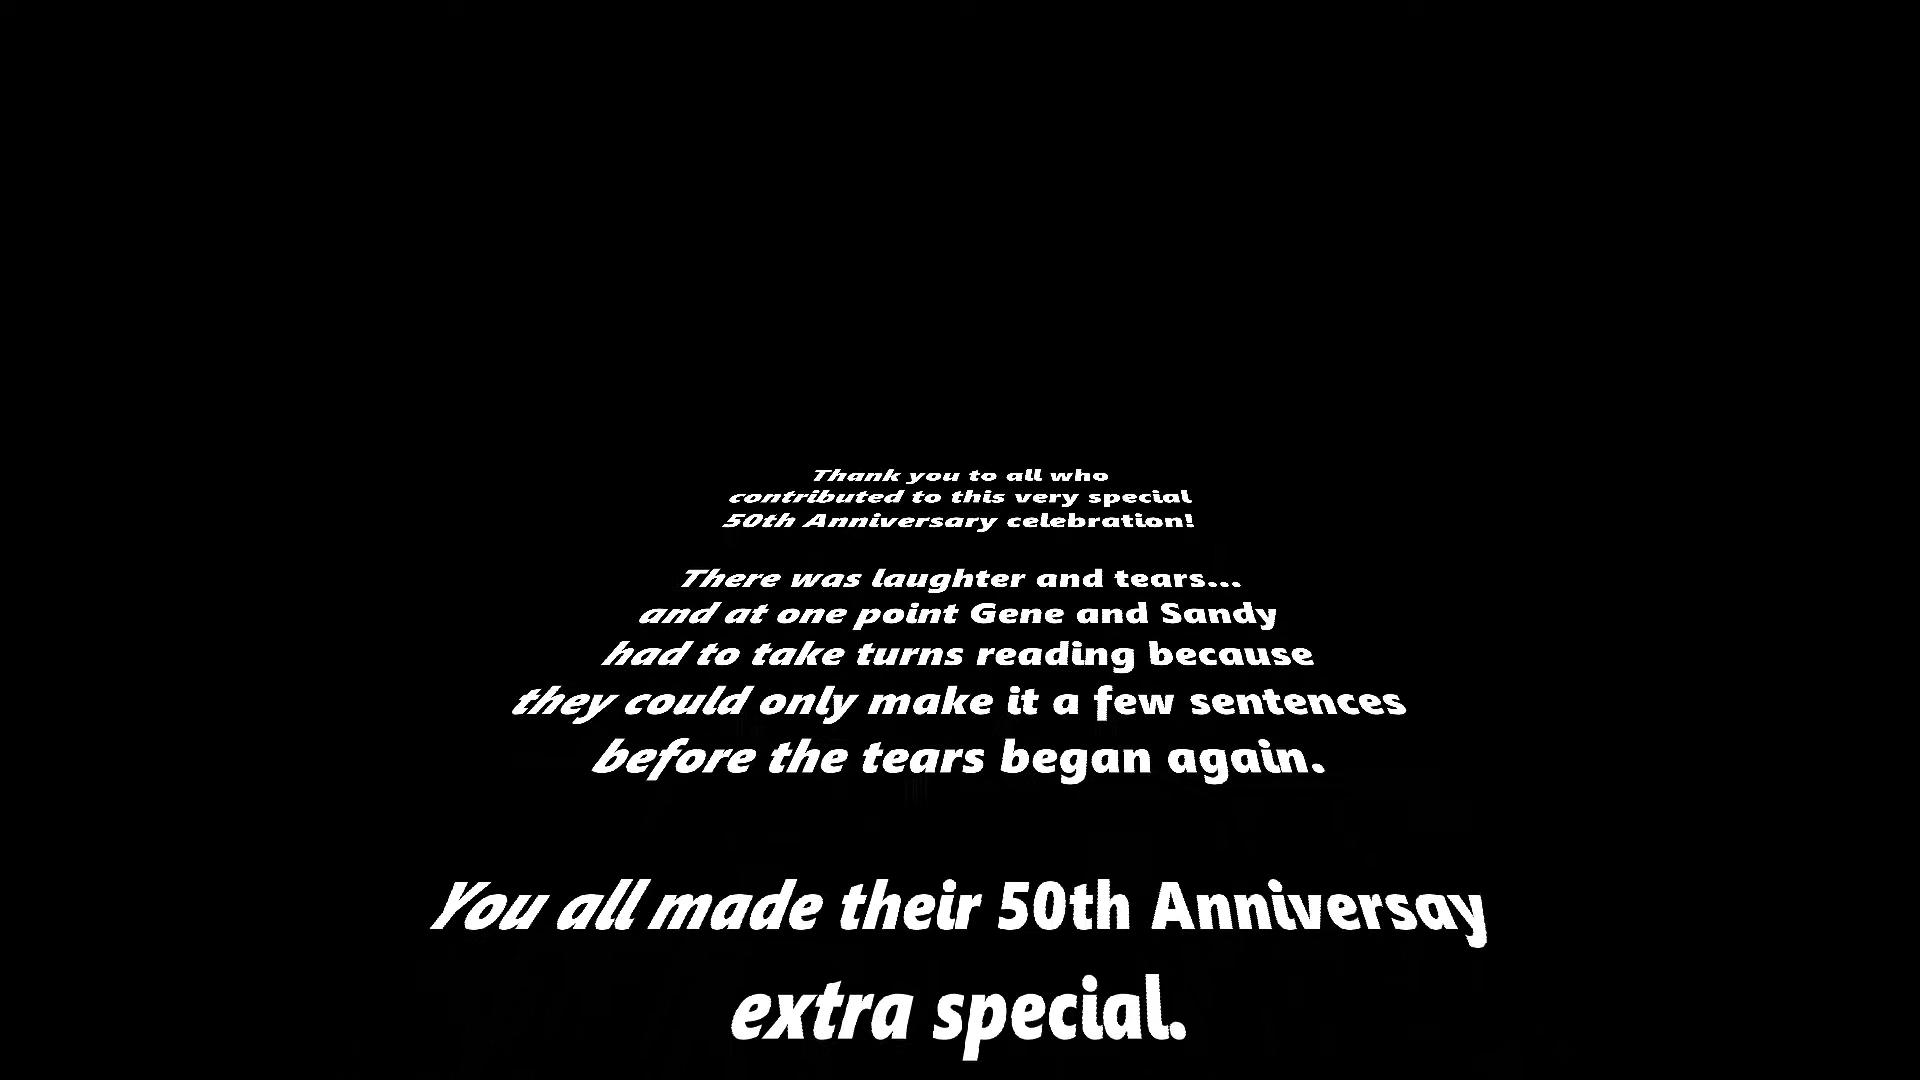 Thank you to all who
contributed to this very special
50th Anniversary celebration!
There was laughter and tears...
and at one point Gene and Sandy
had to take turns reading because
they could only make it a few sentences
before the tears began again.
You all made their 50th Anniversay
extra special.